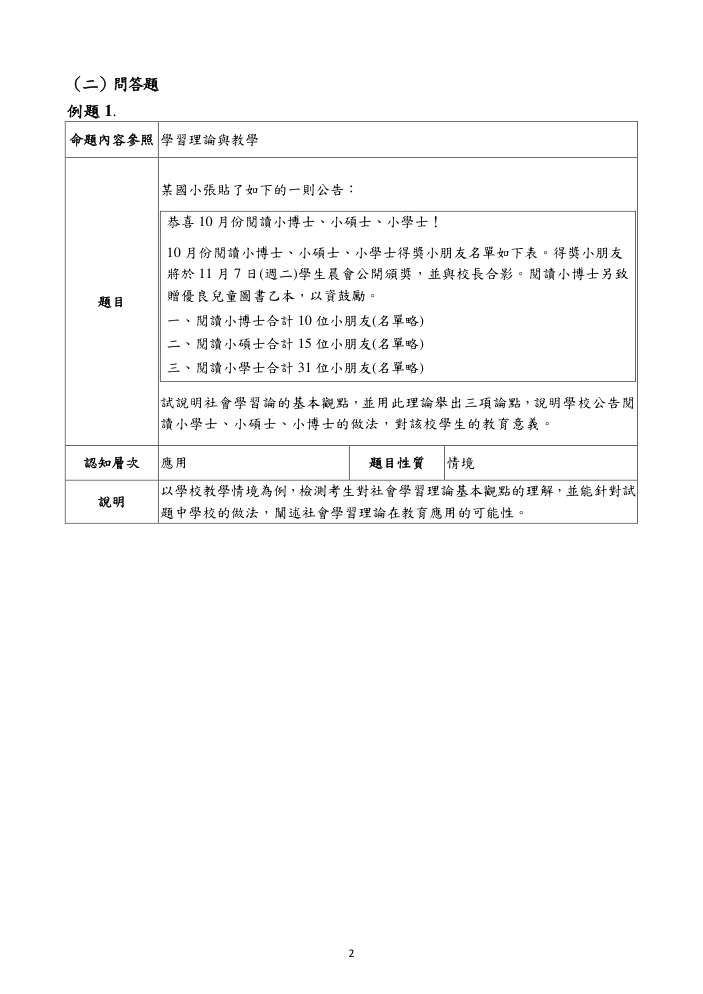 （二）問答題
例題 1.
命題內容參照 學習理論與教學
題目
某國小張貼了如下的一則公告：
恭喜 10 月份閱讀小博士、小碩士、小學士！
10 月份閱讀小博士、小碩士、小學士得獎小朋友名單如下表。得獎小朋友
將於 11 月 7 日(週二)學生晨會公開頒獎，並與校長合影。閱讀小博士另致
贈優良兒童圖書乙本，以資鼓勵。
一、閱讀小博士合計 10 位小朋友(名單略)
二、閱讀小碩士合計 15 位小朋友(名單略)
三、閱讀小學士合計 31 位小朋友(名單略)
試說明社會學習論的基本觀點，並用此理論舉出三項論點，說明學校公告閱
讀小學士、小碩士、小博士的做法，對該校學生的教育意義。
認知層次 應用 題目性質 情境
說明
以學校教學情境為例，檢測考生對社會學習理論基本觀點的理解，並能針對試
題中學校的做法，闡述社會學習理論在教育應用的可能性。
2